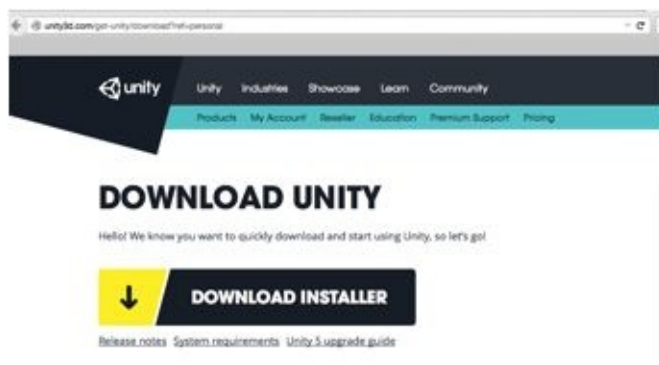 unity3d.com/get-unity/download?ref=personal
unity Unity Industries Showcase Learn Community
Products My Account Reseller Education Premium Support Pricing
DOWNLOAD UNITY
Hello! We know you want to quickly download and start using Unity, so let's go!
DOWNLOAD INSTALLER
Release notes System requirements Unity 5 upgrade guide